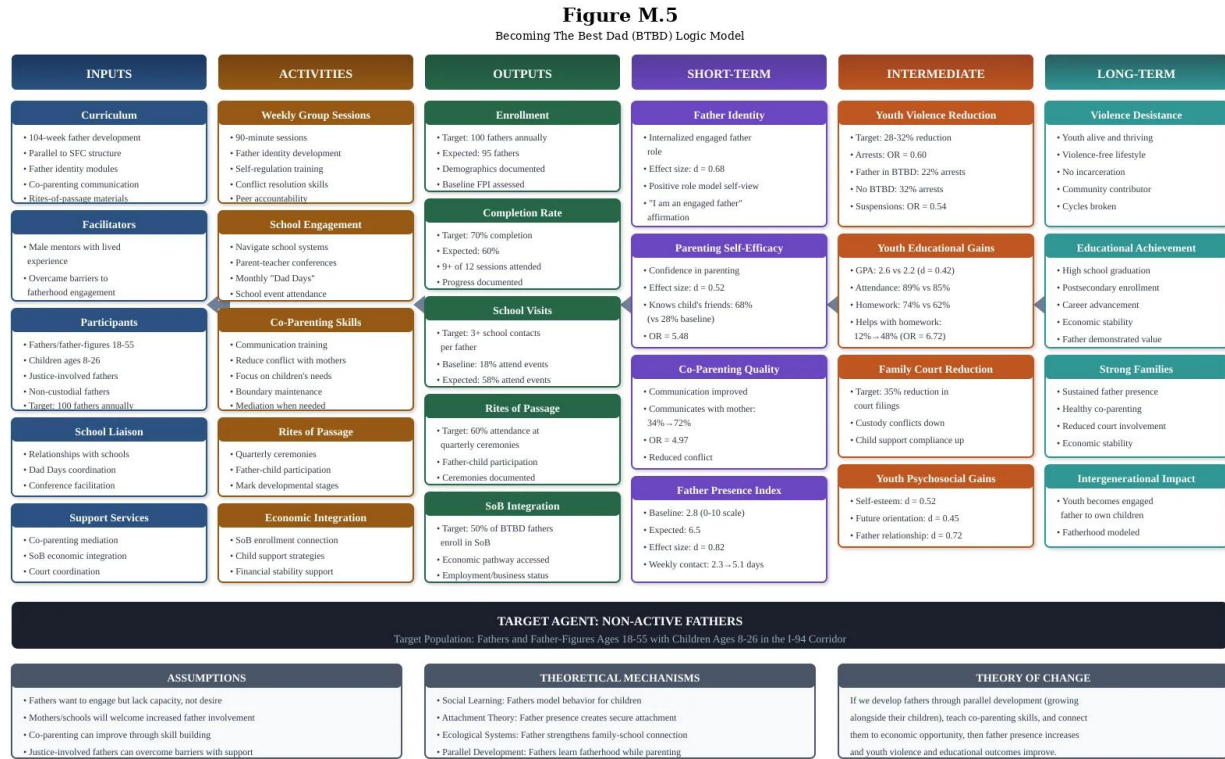 Figure M.5
Becoming The Best Dad (BTBD) Logic Model
INPUTS
Curriculum
• 104-week father development
• Parallel to SFC structure
• Father identity modules
• Co-parenting communication
• Rites-of-passage materials
Facilitators
• Male mentors with lived
experience
• Overcame barriers to
fatherhood engagement
Participants
• Fathers/father-figures 18-55
• Children ages 8-26
• Justice-involved fathers
• Non-custodial fathers
• Target: 100 fathers annually
School Liaison
• Relationships with schools
• Dad Days coordination
• Conference facilitation
Support Services
• Co-parenting mediation
• SoB economic integration
• Court coordination
ACTIVITIES
Weekly Group Sessions
• 90-minute sessions
• Father identity development
• Self-regulation training
• Conflict resolution skills
• Peer accountability
School Engagement
• Navigate school systems
• Parent-teacher conferences
• Monthly "Dad Days"
• School event attendance
Co-Parenting Skills
• Communication training
• Reduce conflict with mothers
• Focus on children's needs
• Boundary maintenance
• Mediation when needed
Rites of Passage
• Quarterly ceremonies
• Father-child participation
• Mark developmental stages
Economic Integration
• SoB enrollment connection
• Child support strategies
• Financial stability support
OUTPUTS
Enrollment
• Target: 100 fathers annually
• Expected: 95 fathers
• Demographics documented
• Baseline FPI assessed
Completion Rate
• Target: 70% completion
• Expected: 60%
• 9+ of 12 sessions attended
• Progress documented
School Visits
• Target: 3+ school contacts
per father
• Baseline: 18% attend events
• Expected: 58% attend events
Rites of Passage
• Target: 60% attendance at
quarterly ceremonies
• Father-child participation
• Ceremonies documented
SoB Integration
• Target: 50% of BTBD fathers
enroll in SoB
• Economic pathway accessed
• Employment/business status
SHORT-TERM
Father Identity
• Internalized engaged father
role
• Effect size: d = 0.68
• Positive role model self-view
• "I am an engaged father"
affirmation
Parenting Self-Efficacy
• Confidence in parenting
• Effect size: d = 0.52
• Knows child's friends: 68%
(vs 28% baseline)
• OR = 5.48
Co-Parenting Quality
• Communication improved
• Communicates with mother:
34%→72%
• OR = 4.97
• Reduced conflict
Father Presence Index
• Baseline: 2.8 (0-10 scale)
• Expected: 6.5
• Effect size: d = 0.82
• Weekly contact: 2.3→5.1 days
INTERMEDIATE
Youth Violence Reduction
• Target: 28-32% reduction
• Arrests: OR = 0.60
• Father in BTBD: 22% arrests
• No BTBD: 32% arrests
• Suspensions: OR = 0.54
Youth Educational Gains
• GPA: 2.6 vs 2.2 (d = 0.42)
• Attendance: 89% vs 85%
• Homework: 74% vs 62%
• Helps with homework:
12%→48% (OR = 6.72)
Family Court Reduction
• Target: 35% reduction in
court filings
• Custody conflicts down
• Child support compliance up
Youth Psychosocial Gains
• Self-esteem: d = 0.52
• Future orientation: d = 0.45
• Father relationship: d = 0.72
LONG-TERM
Violence Desistance
• Youth alive and thriving
• Violence-free lifestyle
• No incarceration
• Community contributor
• Cycles broken
Educational Achievement
• High school graduation
• Postsecondary enrollment
• Career advancement
• Economic stability
• Father demonstrated value
Strong Families
• Sustained father presence
• Healthy co-parenting
• Reduced court involvement
• Economic stability
Intergenerational Impact
• Youth becomes engaged
father to own children
• Fatherhood modeled
TARGET AGENT: NON-ACTIVE FATHERS
Target Population: Fathers and Father-Figures Ages 18-55 with Children Ages 8-26 in the I-94 Corridor
ASSUMPTIONS
• Fathers want to engage but lack capacity, not desire
• Mothers/schools will welcome increased father involvement
• Co-parenting can improve through skill building
• Justice-involved fathers can overcome barriers with support
THEORETICAL MECHANISMS
• Social Learning: Fathers model behavior for children
• Attachment Theory: Father presence creates secure attachment
• Ecological Systems: Father strengthens family-school connection
• Parallel Development: Fathers learn fatherhood while parenting
THEORY OF CHANGE
If we develop fathers through parallel development (growing
alongside their children), teach co-parenting skills, and connect
them to economic opportunity, then father presence increases
and youth violence and educational outcomes improve.